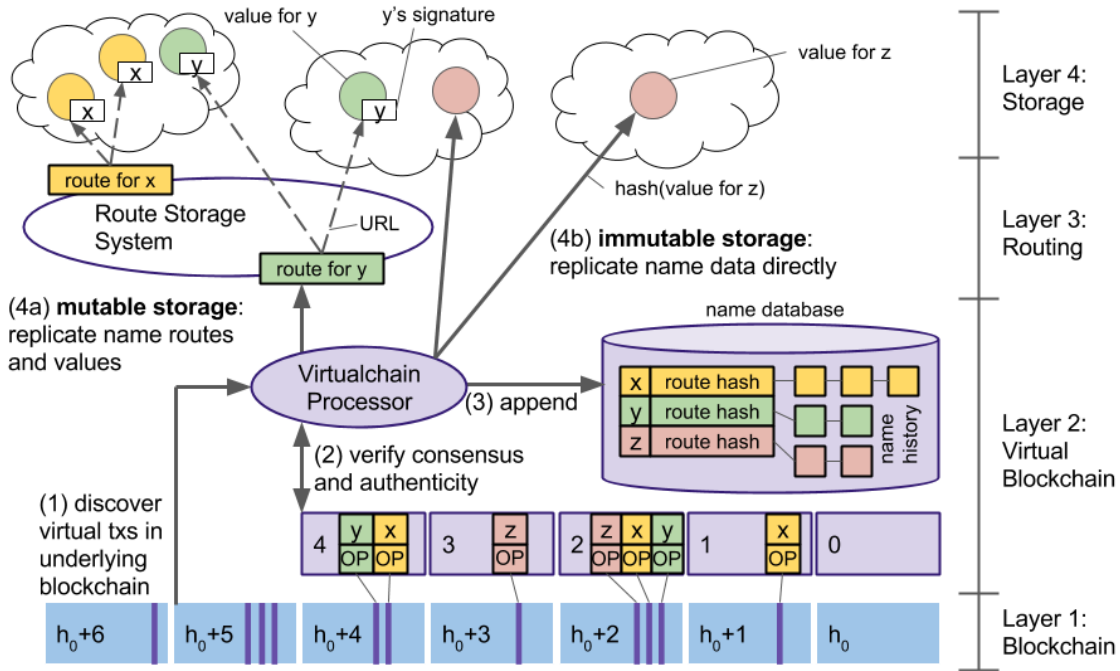 value for y
y's signature
value for z
x
x
y
y
Layer 4:
Storage
route for x
hash(value for z)
Route Storage
System
URL
Layer 3:
Routing
(4b) immutable storage:
replicate name data directly
route for y
(4a) mutable storage:
replicate name routes
and values
name database
Virtualchain
Processor
(3) append
x route hash
y route hash
z route hash
name
history
Layer 2:
Virtual
Blockchain
(2) verify consensus
and authenticity
(1) discover
virtual txs in
underlying
blockchain
4 y x 3 z 2 z x y 1 x 0
OP OP OP OP OP OP OP
h0+6 h0+5 h0+4 h0+3 h0+2 h0+1 h0
Layer 1:
Blockchain